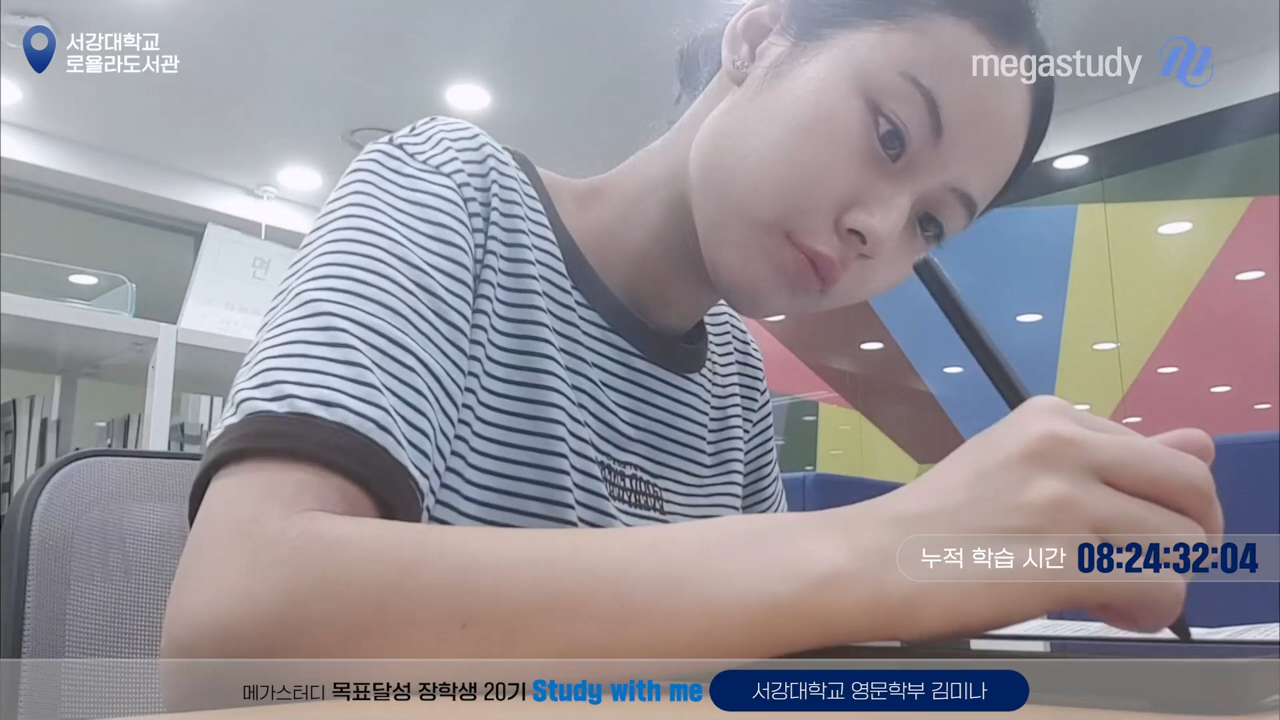 서강대학교
로욜라도서관
megastudy
면
누적 학습 시간 08:24:32:04
메가스터디 목표달성 장학생 20기 Study with me 서강대학교 영문학부 김미나